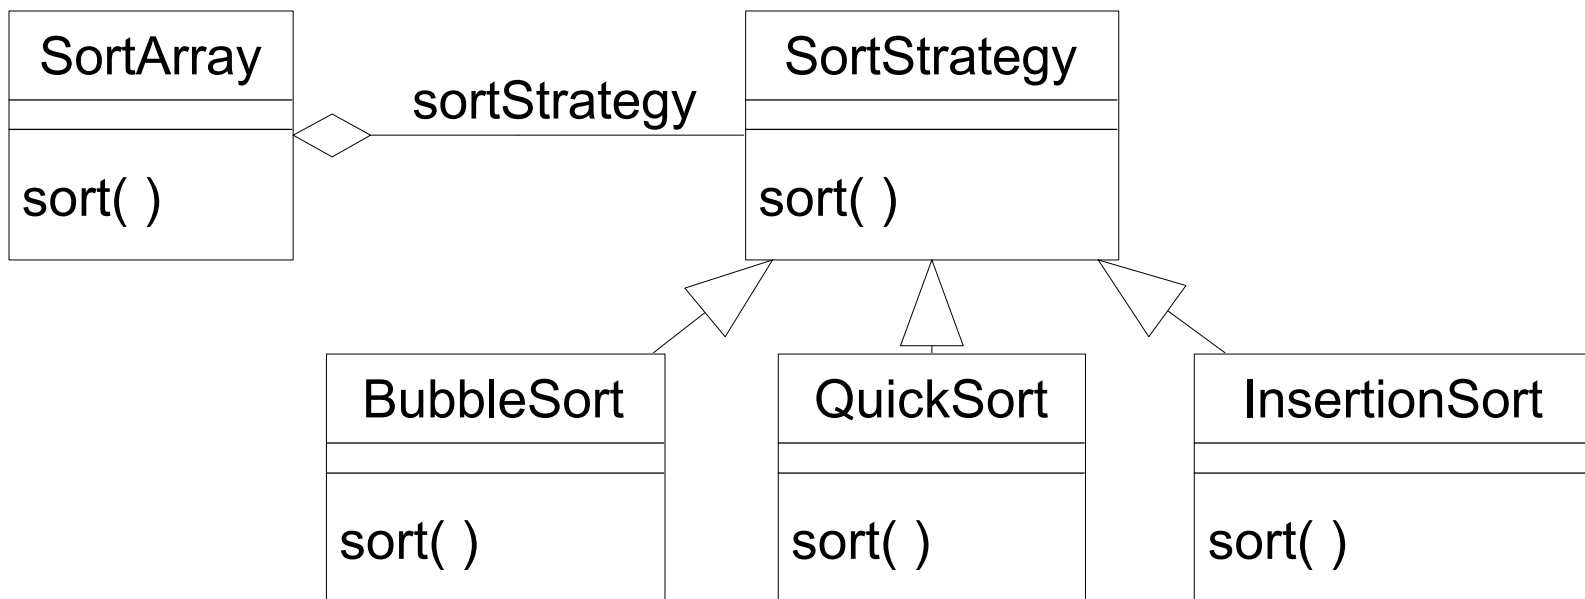 SortArray
sort( )
sortStrategy
SortStrategy
sort( )
BubbleSort
sort( )
QuickSort
sort( )
InsertionSort
sort( )